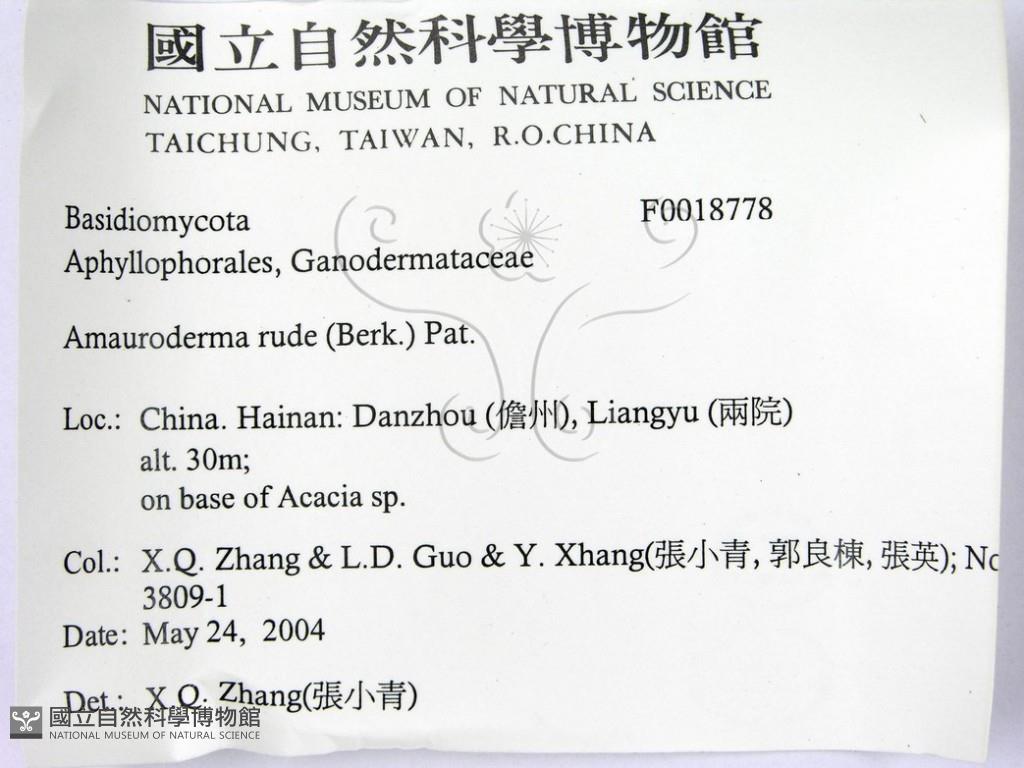 國立自然科學博物館
NATIONAL MUSEUM OF NATURAL SCIENCE
TAICHUNG, TAIWAN, R.O.CHINA
Basidiomycota F0018778
Aphyllophorales, Ganodermataceae
Amauroderma rude (Berk.) Pat.
Loc.: China. Hainan: Danzhou (儋州), Liangyu (兩院)
alt. 30m;
on base of Acacia sp.
Col.: X.Q. Zhang & L.D. Guo & Y. Xhang(張小青, 郭良棟, 張英); No
3809-1
Date: May 24, 2004
Det.: X.Q. Zhang(張小青)
國立自然科學博物館
NATIONAL MUSEUM OF NATURAL SCIENCE